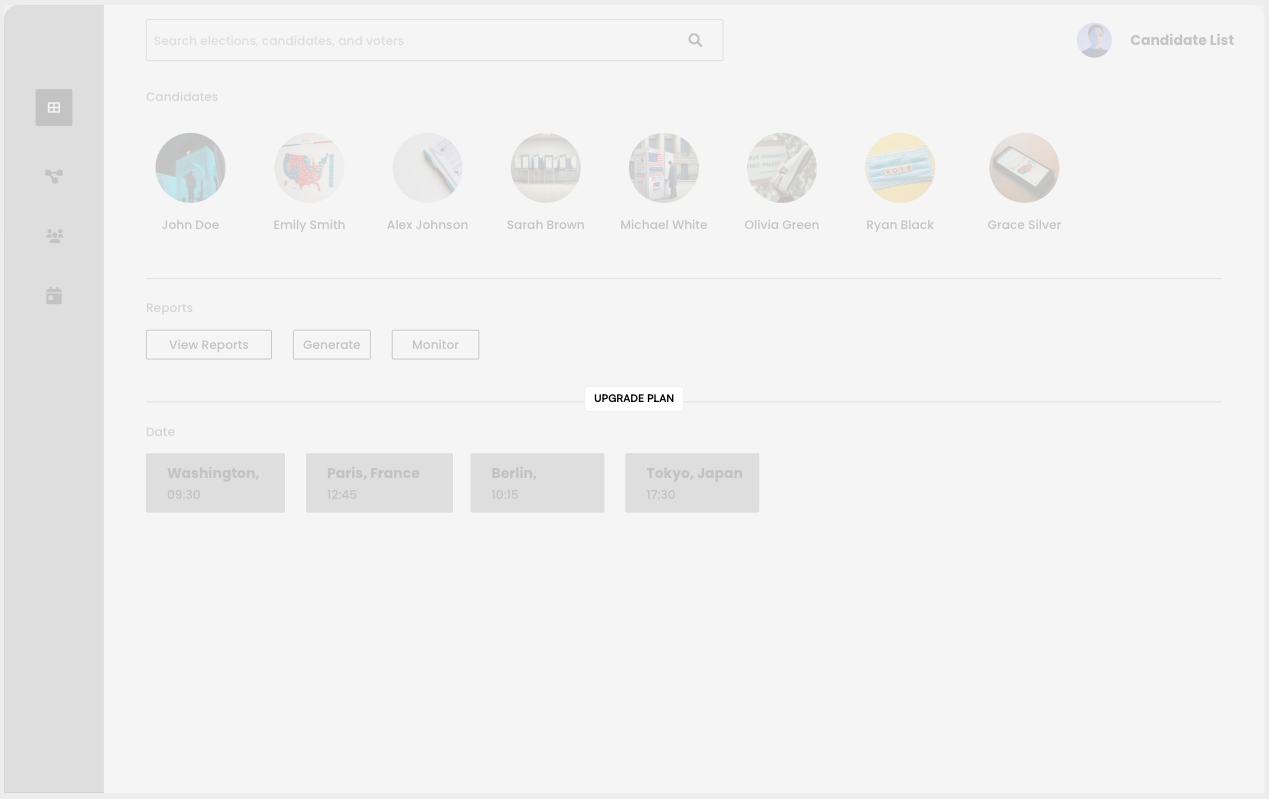 Search elections, candidates, and voters
Candidate List
Candidates
VOTE
John Doe
Emily Smith
Alex Johnson
Sarah Brown
Michael White
Olivia Green
Ryan Black
Grace Silver
Reports
View Reports
Generate
Monitor
UPGRADE PLAN
Date
Washington,
09:30
Paris, France
12:45
Berlin,
10:15
Tokyo, Japan
17:30